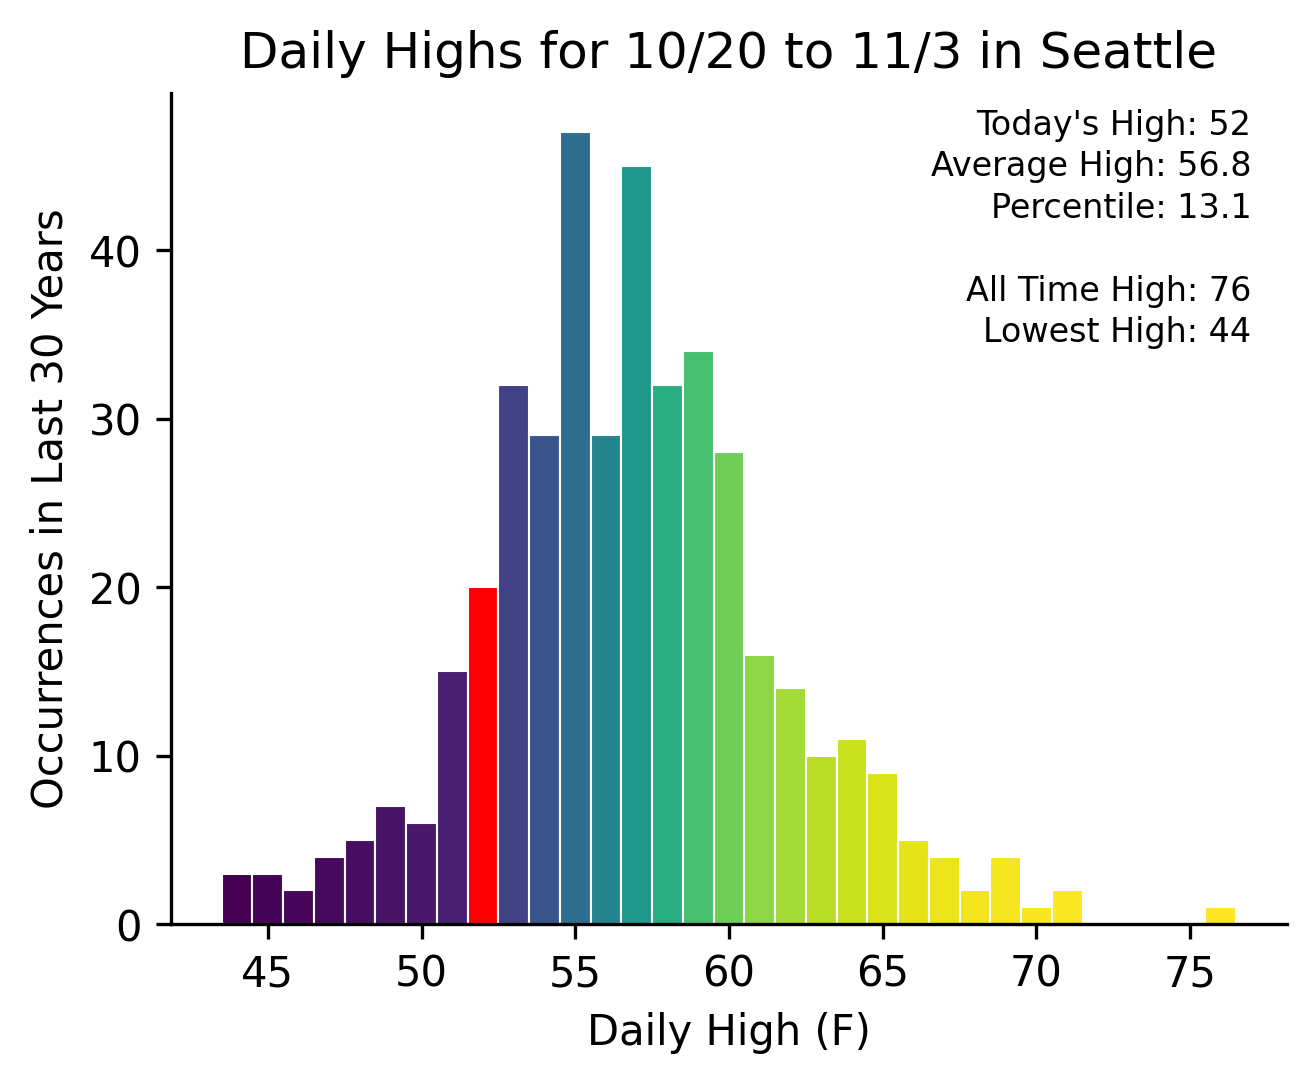 Daily Highs for 10/20 to 11/3 in Seattle
Today's High: 52
Average High: 56.8
Percentile: 13.1
All Time High: 76
Lowest High: 44
Occurrences in Last 30 Years
40
30
20
10
0
45 50 55 60 65 70 75
Daily High (F)